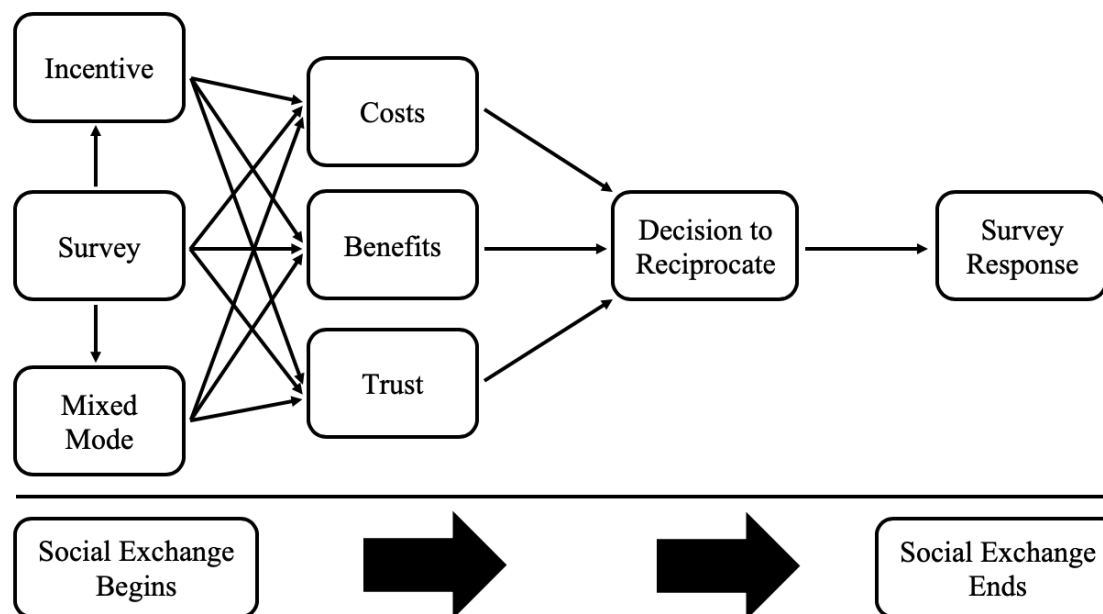 Incentive
Costs
Survey
Benefits
Decision to
Reciprocate
Survey
Response
Trust
Mixed
Mode
Social Exchange
Begins
Social Exchange
Ends